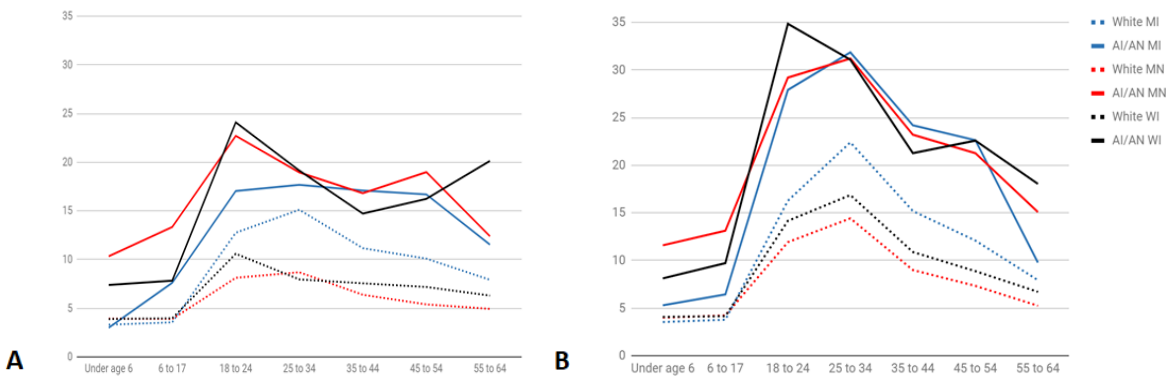 35
30
25
20
15
10
5
0
Under age 6 6 to 17 18 to 24 25 to 34 35 to 44 45 to 54 55 to 64
A
35
30
25
20
15
10
5
0
Under age 6 6 to 17 18 to 24 25 to 34 35 to 44 45 to 54 55 to 64
B
White MI
AI/AN MI
White MN
AI/AN MN
White WI
AI/AN WI